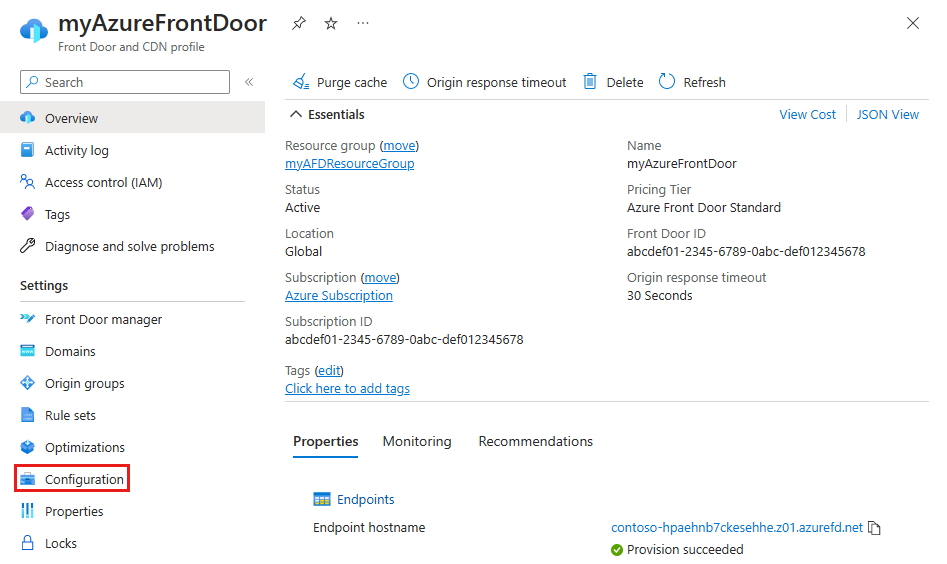 myAzureFrontDoor
Front Door and CDN profile
Search
Overview
Activity log
Access control (IAM)
Tags
Diagnose and solve problems
Settings
Front Door manager
Domains
Origin groups
Rule sets
Optimizations
Configuration
Properties
Locks
Purge cache
Origin response timeout
Delete
Refresh
Essentials
View Cost
JSON View
Resource group (move)
myAFDResourceGroup
Status
Active
Location
Global
Subscription (move)
Azure Subscription
Subscription ID
abcdef01-2345-6789-0abc-def012345678
Tags (edit)
Click here to add tags
Name
myAzureFrontDoor
Pricing Tier
Azure Front Door Standard
Front Door ID
abcdef01-2345-6789-0abc-def012345678
Origin response timeout
30 Seconds
Properties
Monitoring
Recommendations
Endpoints
Endpoint hostname
contoso-hpaehnb7ckesehhe.z01.azurefd.net
Provision succeeded